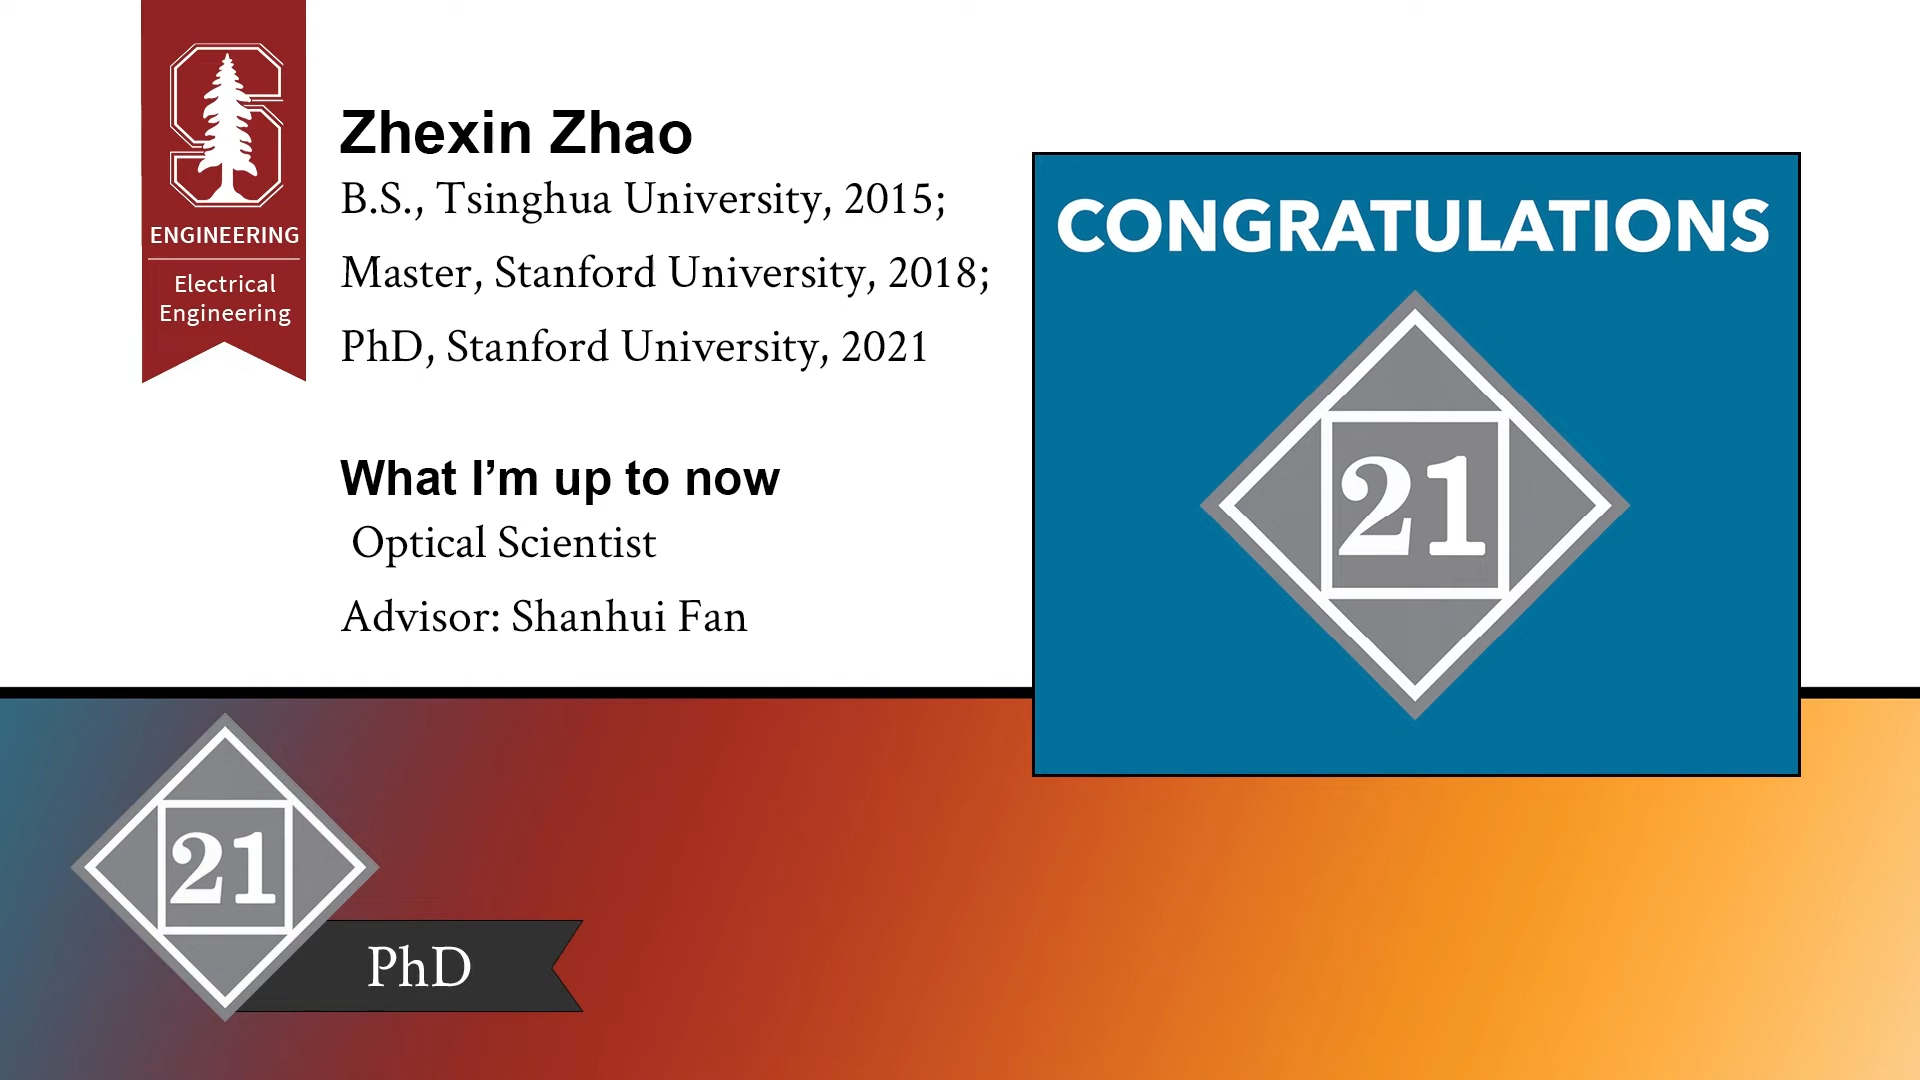 ENGINEERING
Electrical
Engineering
Zhexin Zhao
B.S., Tsinghua University, 2015;
Master, Stanford University, 2018;
PhD, Stanford University, 2021
What I’m up to now
Optical Scientist
Advisor: Shanhui Fan
CONGRATULATIONS
21
21
PhD